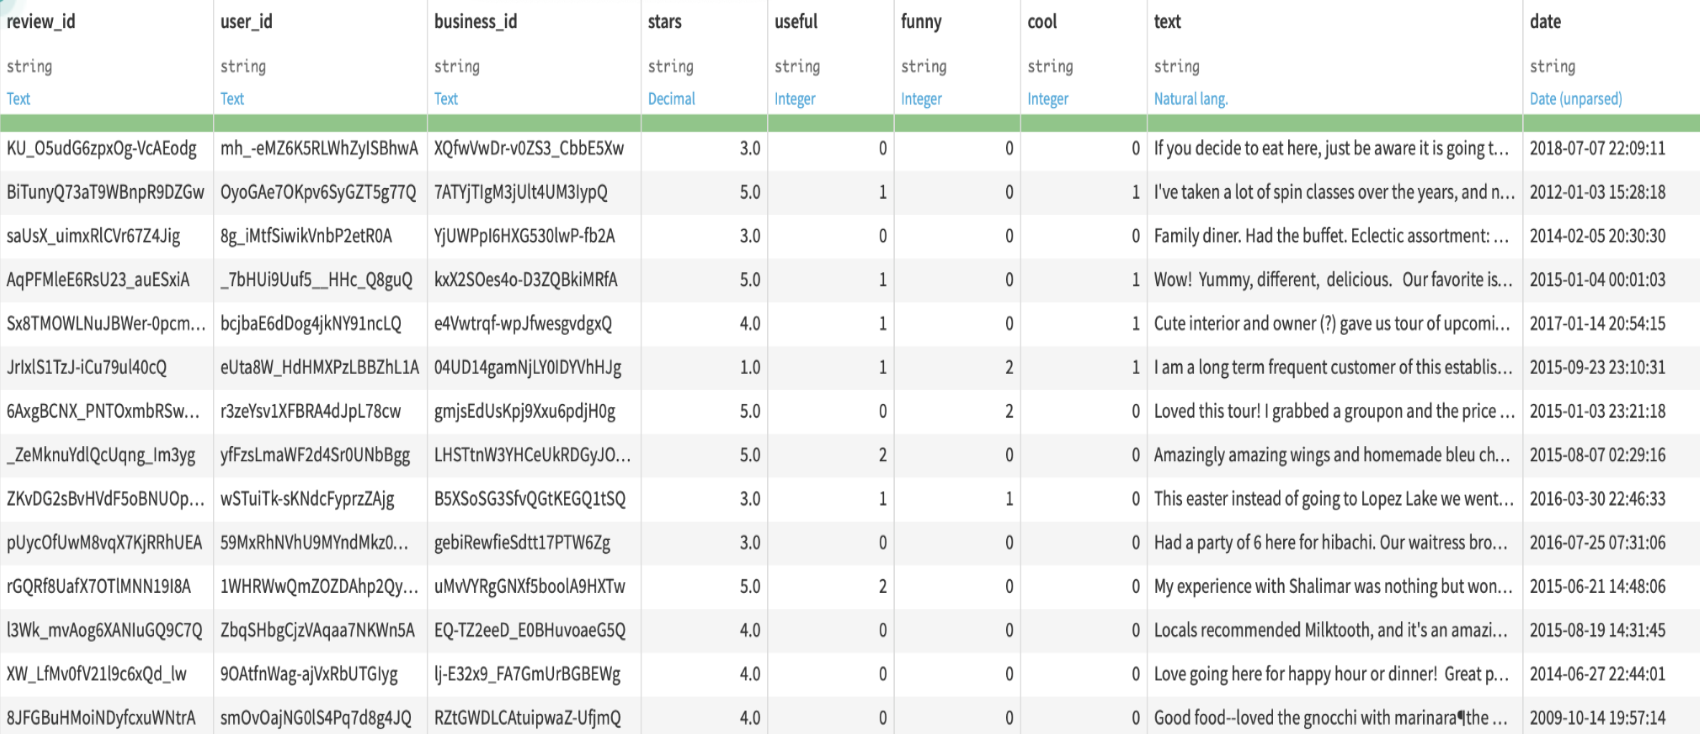 review_id user_id business_id stars useful funny cool text date
string string string string string string string string string
Text Text Text Decimal Integer Integer Integer Natural lang. Date (unparsed)
KU_O5udG6zpxOg-VcAEodg mh_-eMZ6K5RLWhZyISBhwA XQfwVwDr-v0ZS3_CbbE5Xw 3.0 0 0 0 If you decide to eat here, just be aware it is going t... 2018-07-07 22:09:11
BiTunyQ73aT9WBnpR9DZGw OyoGAe7OKpv6SyGZT5g77Q 7ATYjTIgM3jUlt4UM3IypQ 5.0 1 0 1 I've taken a lot of spin classes over the years, and n... 2012-01-03 15:28:18
saUsX_uimxRlCVr67Z4Jig 8g_iMtfSiwikVnbP2etR0A YjUWPpI6HXG530lwP-fb2A 3.0 0 0 0 Family diner. Had the buffet. Eclectic assortment: ... 2014-02-05 20:30:30
AqPFMleE6RsU23_auESxiA _7bHUi9Uuf5__HHc_Q8guQ kxX2SOes4o-D3ZQBkiMRfA 5.0 1 0 1 Wow! Yummy, different, delicious. Our favorite is... 2015-01-04 00:01:03
Sx8TMOWLNuJBWer-0pcm... bcjbaE6dDog4jkNY91ncLQ e4Vwtrqf-wpJfwesgvdgxQ 4.0 1 0 1 Cute interior and owner (?) gave us tour of upcomi... 2017-01-14 20:54:15
JrIxlS1TzJ-iCu79ul40cQ eUta8W_HdHMXPzLBBZhL1A 04UD14gamNjLY0IDYVhHJg 1.0 1 2 1 I am a long term frequent customer of this establis... 2015-09-23 23:10:31
6AxgBCNX_PNTOxmbRSw... r3zeYsv1XFBRA4dJpL78cw gmjsEdUsKpj9Xxu6pdjH0g 5.0 0 2 0 Loved this tour! I grabbed a groupon and the price ... 2015-01-03 23:21:18
_ZeMknuYdlQcUqng_Im3yg yfFzsLmaWF2d4Sr0UNbBgg LHSTtnW3YHCeUkRDGyJO... 5.0 2 0 0 Amazingly amazing wings and homemade bleu ch... 2015-08-07 02:29:16
ZKvDG2sBvHVdF5oBNUOp... wSTuiTk-sKNdcFyprzZAjg B5XSoSG3SfvQGtKEGQ1tSQ 3.0 1 1 0 This easter instead of going to Lopez Lake we went... 2016-03-30 22:46:33
pUycOfUwM8vqX7KjRRhUEA 59MxRhNVhU9MYndMkz0... gebiRewfieSdtt17PTW6Zg 3.0 0 0 0 Had a party of 6 here for hibachi. Our waitress bro... 2016-07-25 07:31:06
rGQRf8UafX7OTlMNN19I8A 1WHRWwQmZOZDAhp2Qy... uMvVYRgGNXf5boolA9HXTw 5.0 2 0 0 My experience with Shalimar was nothing but won... 2015-06-21 14:48:06
l3Wk_mvAog6XANIuGQ9C7Q ZbqSHbgCjzVAqaa7NKWn5A EQ-TZ2eeD_E0BHuvoaeG5Q 4.0 0 0 0 Locals recommended Milktooth, and it's an amazi... 2015-08-19 14:31:45
XW_LfMv0fV21l9c6xQd_lw 9OAtfnWag-ajVxRbUTGIyg lj-E32x9_FA7GmUrBGBEWg 4.0 0 0 0 Love going here for happy hour or dinner! Great p... 2014-06-27 22:44:01
8JFGBuHMoiNDyfcxuWNtrA smOvOajNG0lS4Pq7d8g4JQ RZtGWDLCAtuipwaZ-UfjmQ 4.0 0 0 0 Good food--loved the gnocchi with marinara¶the ... 2009-10-14 19:57:14